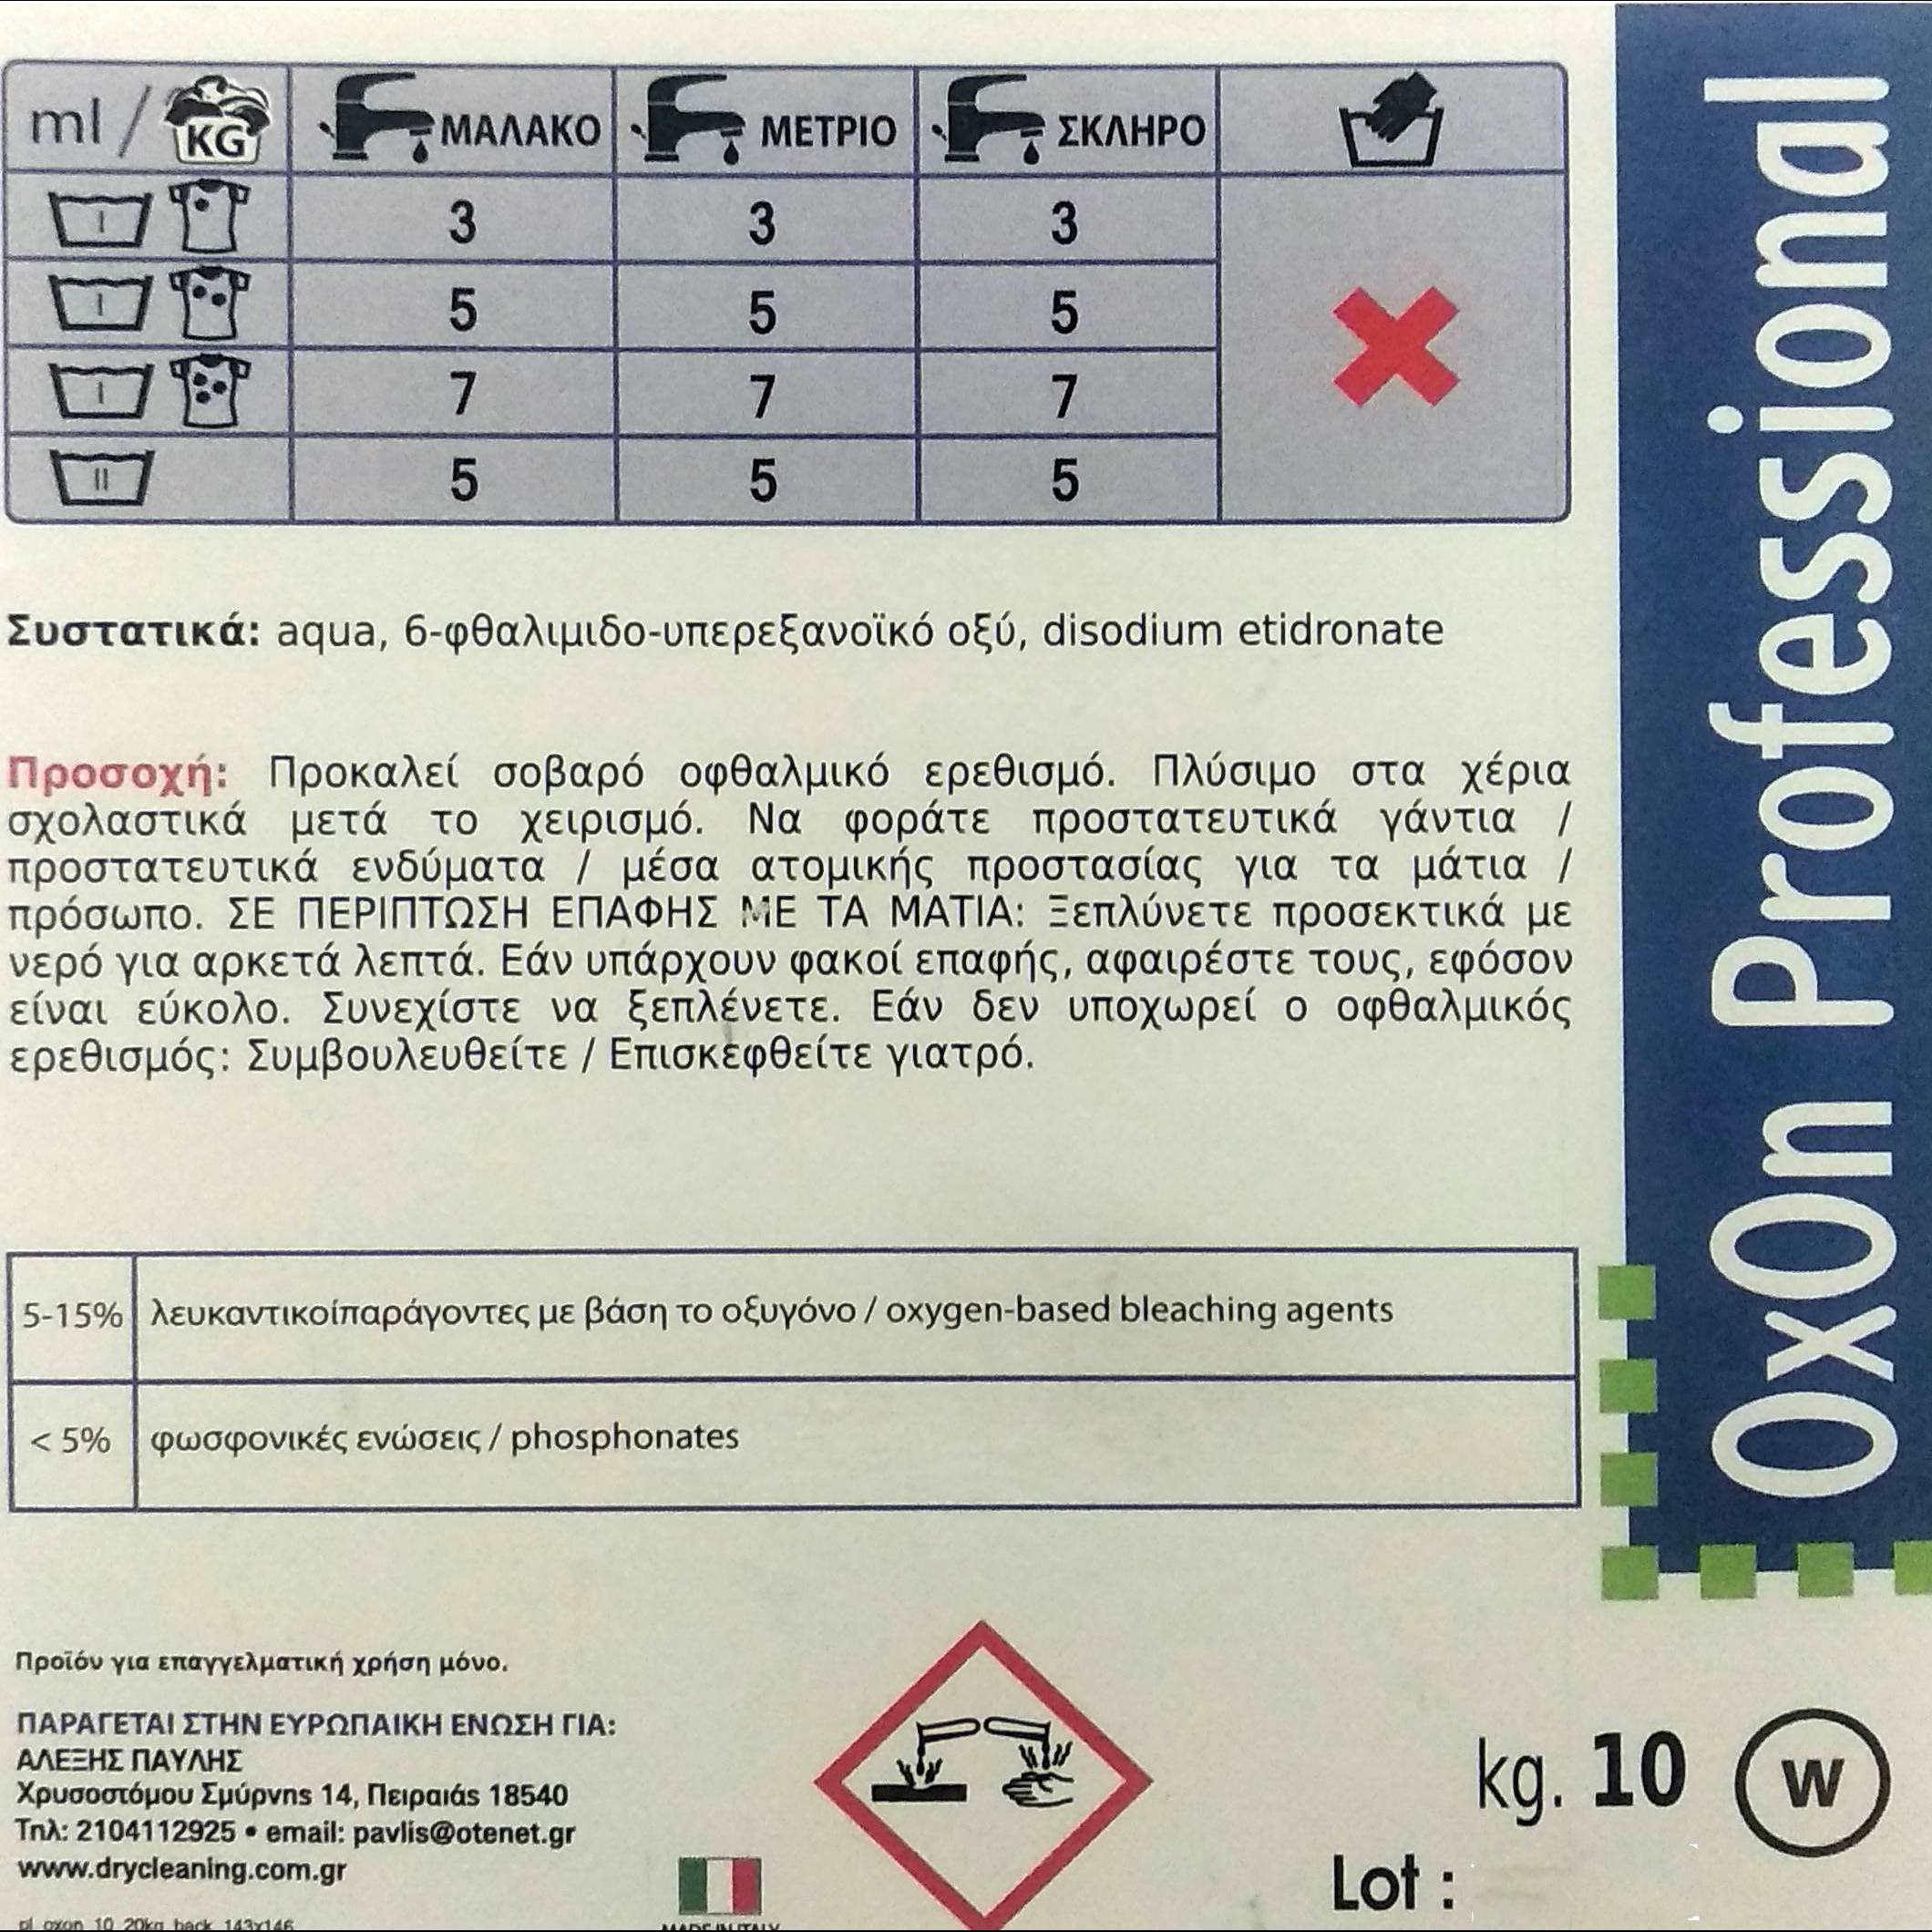 ml / KG ΜΑΛΑΚΟ ΜΕΤΡΙΟ ΣΚΛΗΡΟ
I 3 3 3
I 5 5 5
I 7 7 7
II 5 5 5
Συστατικά: aqua, 6-φθαλιμιδο-υπερεξανοϊκό οξύ, disodium etidronate
Προσοχή: Προκαλεί σοβαρό οφθαλμικό ερεθισμό. Πλύσιμο στα χέρια
σχολαστικά μετά το χειρισμό. Να φοράτε προστατευτικά γάντια /
προστατευτικά ενδύματα / μέσα ατομικής προστασίας για τα μάτια /
πρόσωπο. ΣΕ ΠΕΡΙΠΤΩΣΗ ΕΠΑΦΗΣ ΜΕ ΤΑ ΜΑΤΙΑ: Ξεπλύνετε προσεκτικά με
νερό για αρκετά λεπτά. Εάν υπάρχουν φακοί επαφής, αφαιρέστε τους, εφόσον
είναι εύκολο. Συνεχίστε να ξεπλένετε. Εάν δεν υποχωρεί ο οφθαλμικός
ερεθισμός: Συμβουλευθείτε / Επισκεφθείτε γιατρό.
5-15% λευκαντικοίπαράγοντες με βάση το οξυγόνο / oxygen-based bleaching agents
< 5% φωσφονικές ενώσεις / phosphonates
Προϊόν για επαγγελματική χρήση μόνο.
ΠΑΡΑΓΕΤΑΙ ΣΤΗΝ ΕΥΡΩΠΑΙΚΗ ΕΝΩΣΗ ΓΙΑ:
ΑΛΕΞΗΣ ΠΑΥΛΗΣ
Χρυσοστόμου Σμύρνης 14, Πειραιάς 18540
Τηλ: 2104112925 • email: pavlis@otenet.gr
www.drycleaning.com.gr
pl_oxon_10_20kg_back_143x146
MADE IN ITALY
kg. 10 W
Lot :
OxOn Professional